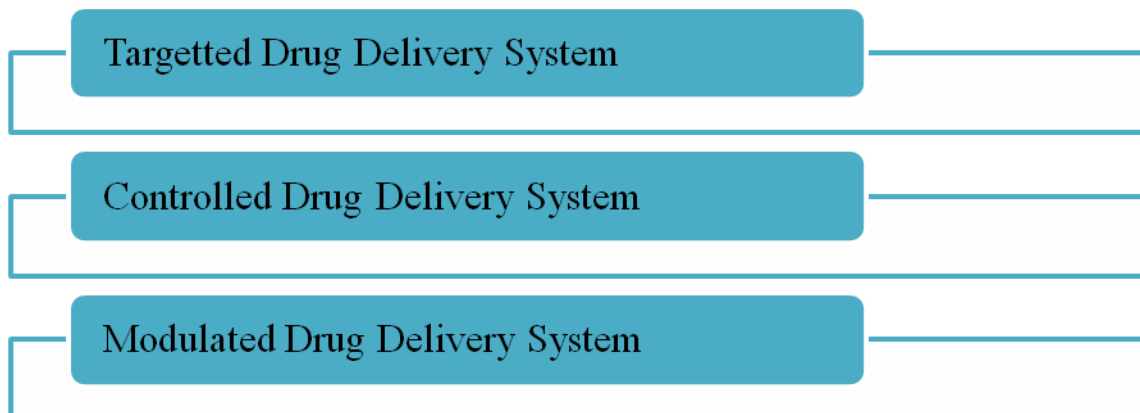 Targetted Drug Delivery System
Controlled Drug Delivery System
Modulated Drug Delivery System